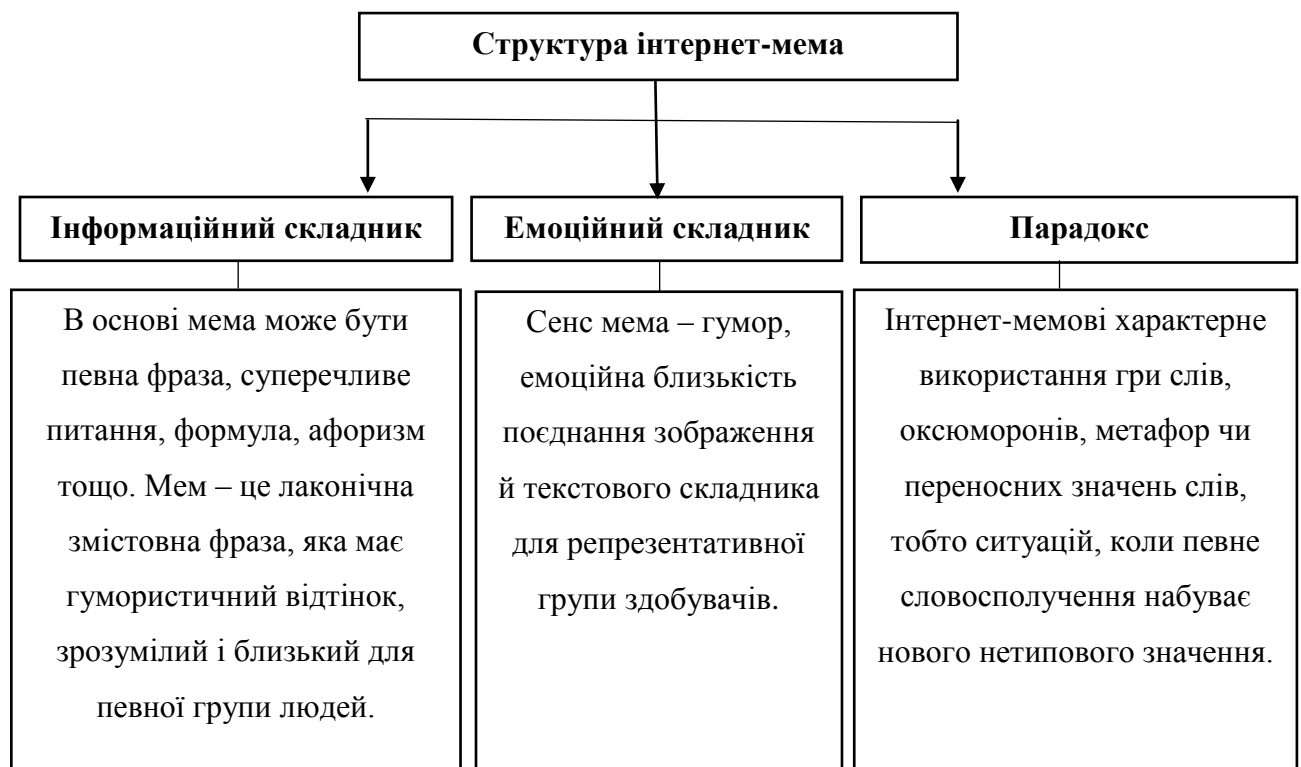 Структура інтернет-мема
Інформаційний складник
В основі мема може бути
певна фраза, суперечливе
питання, формула, афоризм
тощо. Мем – це лаконічна
змістовна фраза, яка має
гумористичний відтінок,
зрозумілий і близький для
певної групи людей.
Емоційний складник
Сенс мема – гумор,
емоційна близькість
поєднання зображення
й текстового складника
для репрезентативної
групи здобувачів.
Парадокс
Інтернет-мемові характерне
використання гри слів,
оксюморонів, метафор чи
переносних значень слів,
тобто ситуацій, коли певне
словосполучення набуває
нового нетипового значення.